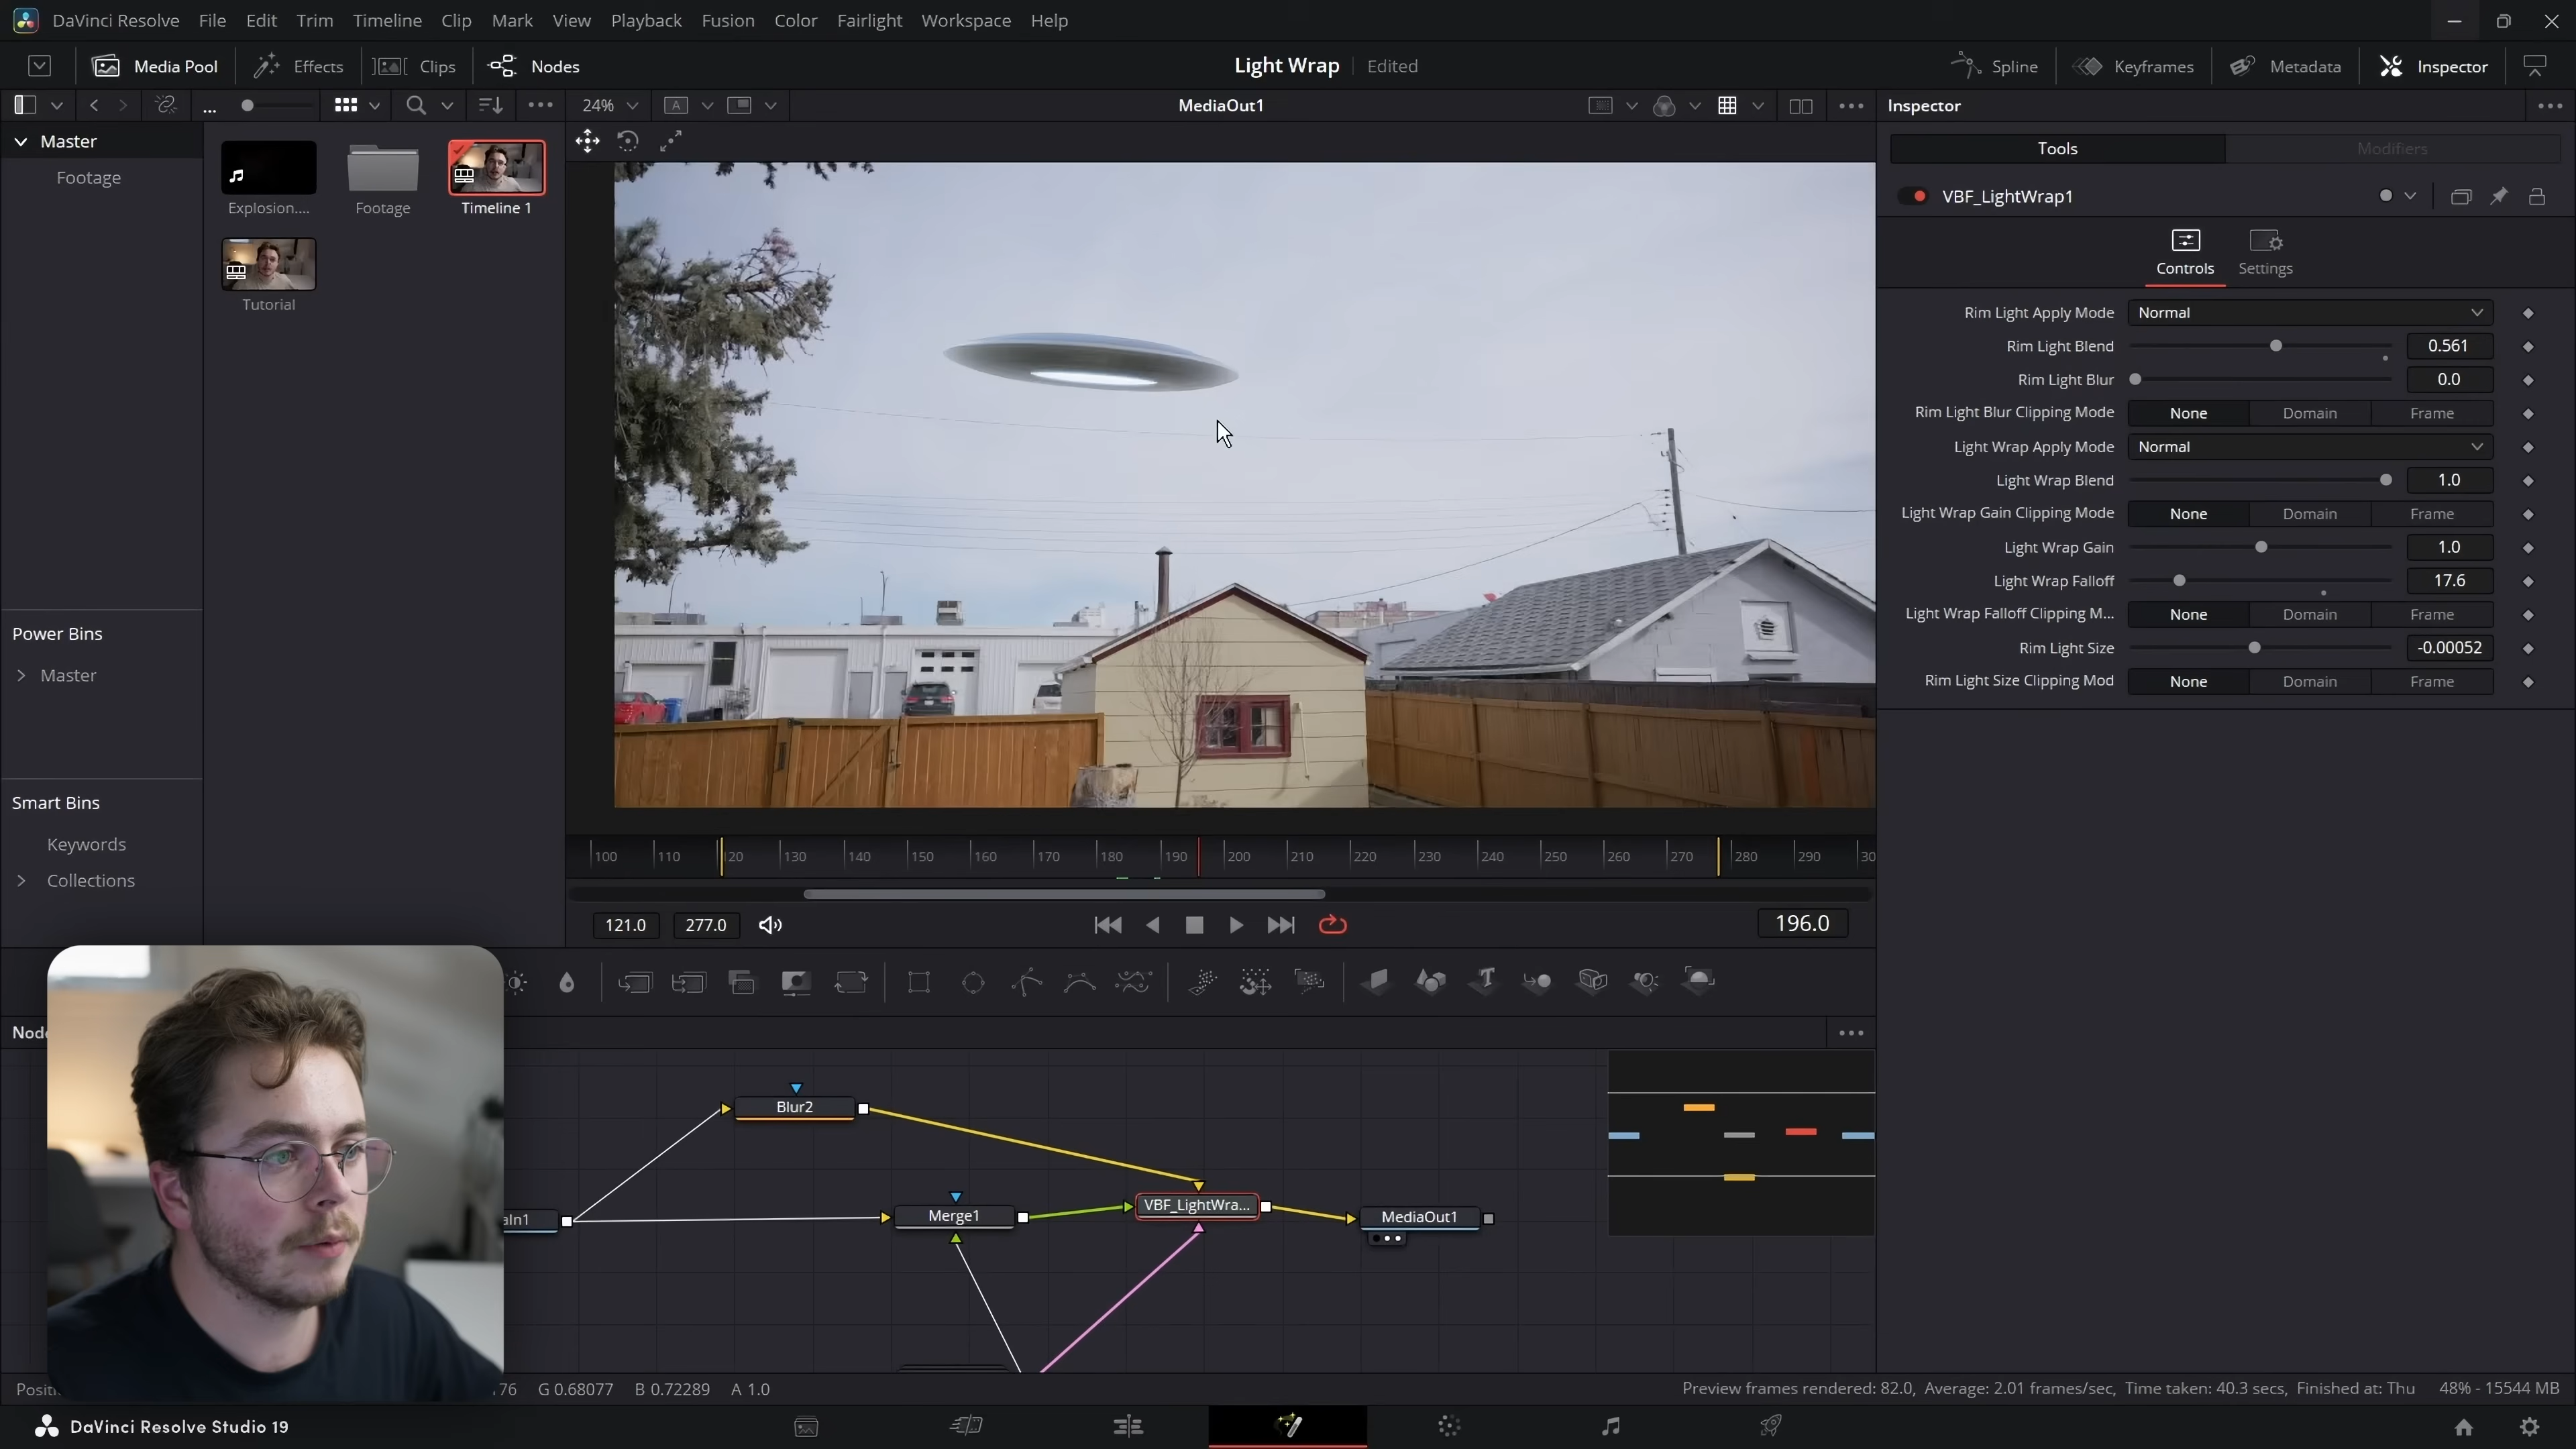 DaVinci Resolve File Edit Trim Timeline Clip Mark View Playback Fusion Color Fairlight Workspace Help
Media Pool Effects Clips Nodes Light Wrap Edited Spline Keyframes Metadata Inspector
... 24% A MediaOut1 Inspector
Master
Footage
Explosion....
Footage
Timeline 1
Tutorial
Power Bins
Master
Smart Bins
Keywords
Collections
Tools Modifiers
VBF_LightWrap1
Controls Settings
Rim Light Apply Mode Normal
Rim Light Blend 0.561
Rim Light Blur 0.0
Rim Light Blur Clipping Mode None Domain Frame
Light Wrap Apply Mode Normal
Light Wrap Blend 1.0
Light Wrap Gain Clipping Mode None Domain Frame
Light Wrap Gain 1.0
Light Wrap Falloff 17.6
Light Wrap Falloff Clipping M... None Domain Frame
Rim Light Size -0.00052
Rim Light Size Clipping Mod None Domain Frame
100 110 120 130 140 150 160 170 180 190 200 210 220 230 240 250 260 270 280 290 30
121.0 277.0 196.0
Node
Blur2
aIn1 Merge1 VBF_LightWra... MediaOut1
Positi 76 G 0.68077 B 0.72289 A 1.0 Preview frames rendered: 82.0, Average: 2.01 frames/sec, Time taken: 40.3 secs, Finished at: Thu 48% - 15544 MB
DaVinci Resolve Studio 19